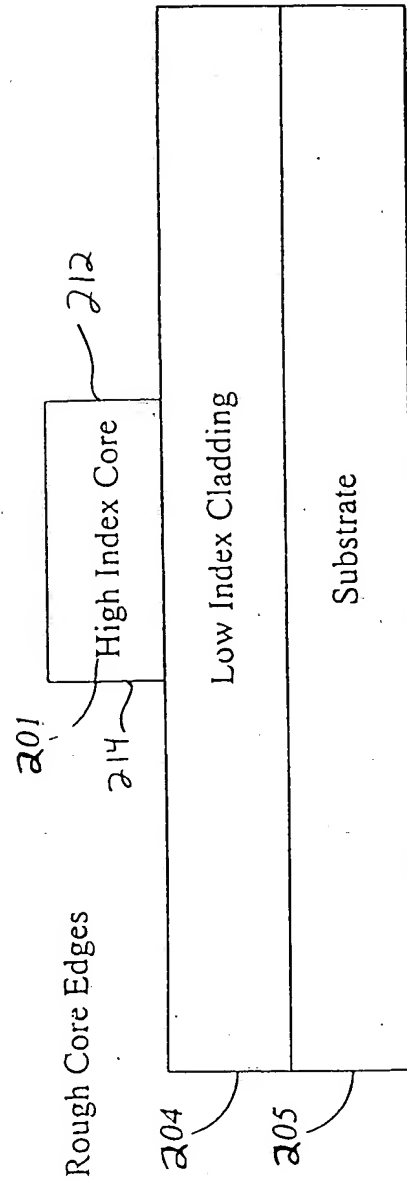 Rough Core Edges
201
High Index Core
212
214
Low Index Cladding
204
Substrate
205